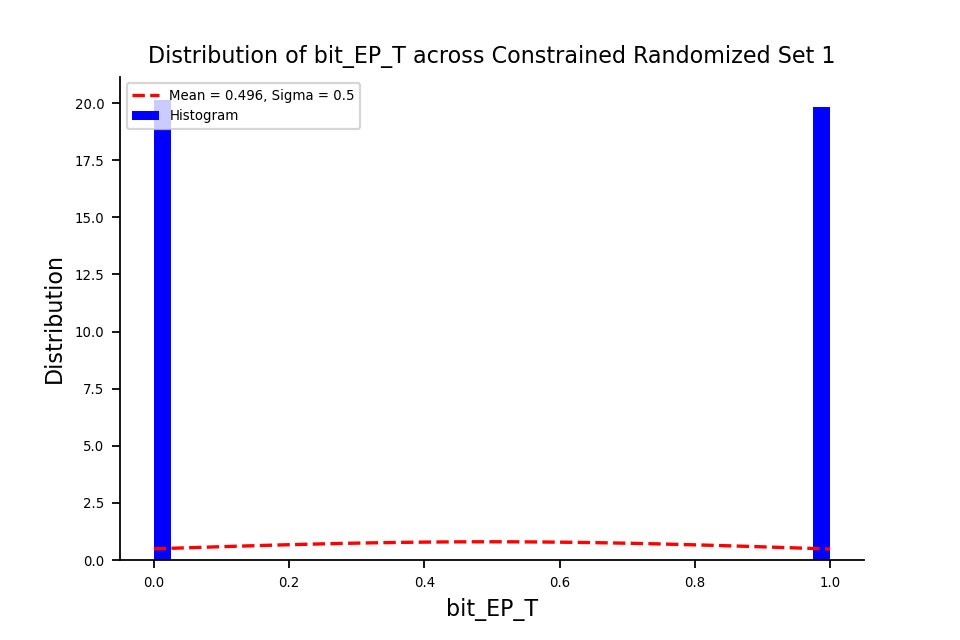 Distribution of bit_EP_T across Constrained Randomized Set 1
Mean = 0.496, Sigma = 0.5
Histogram
20.0
17.5
15.0
12.5
10.0
7.5
5.0
2.5
0.0
Distribution
0.0 0.2 0.4 0.6 0.8 1.0
bit_EP_T